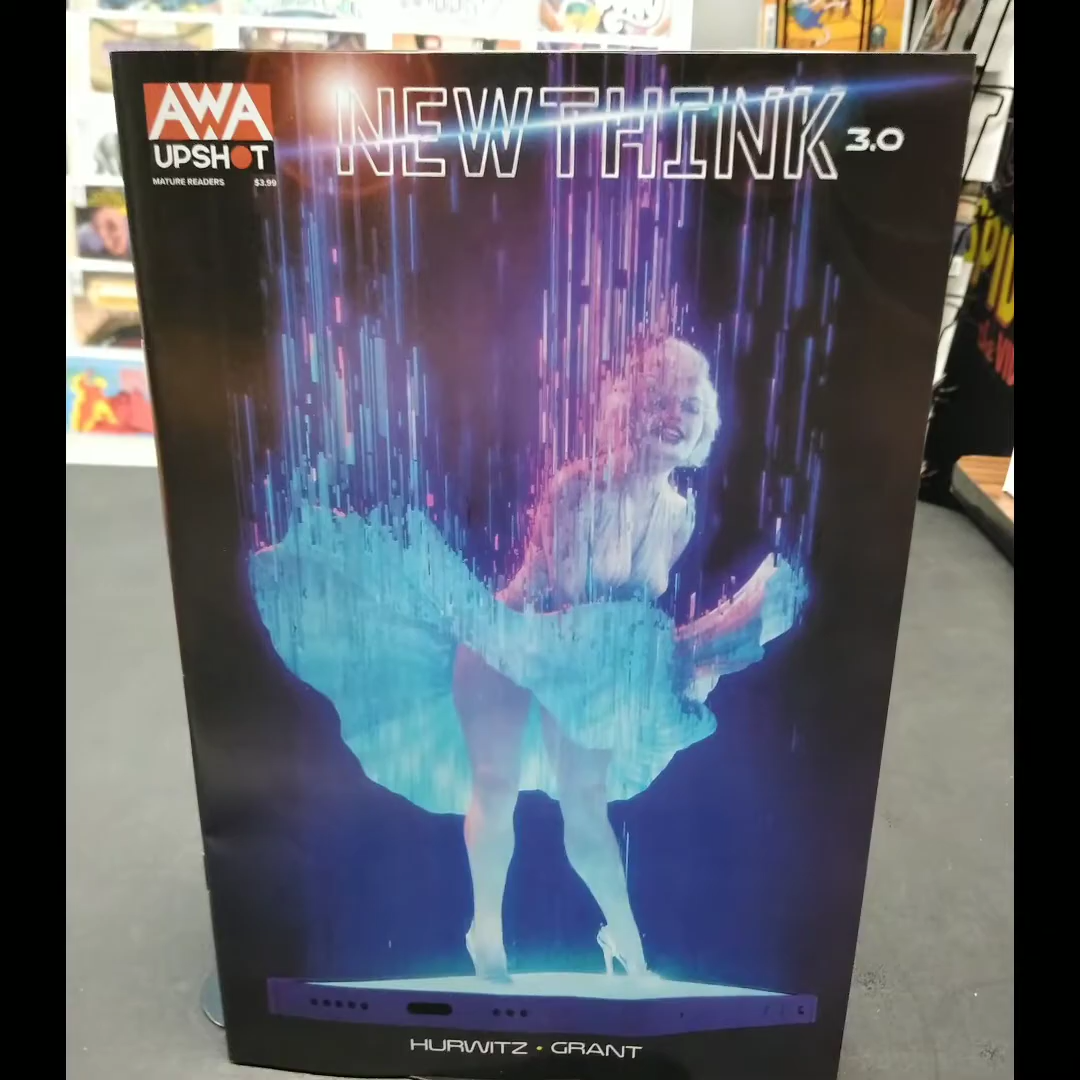 AWA
UPSHOT
MATURE READERS $3.99
NEWTHINK 3.0
HURWITZ • GRANT